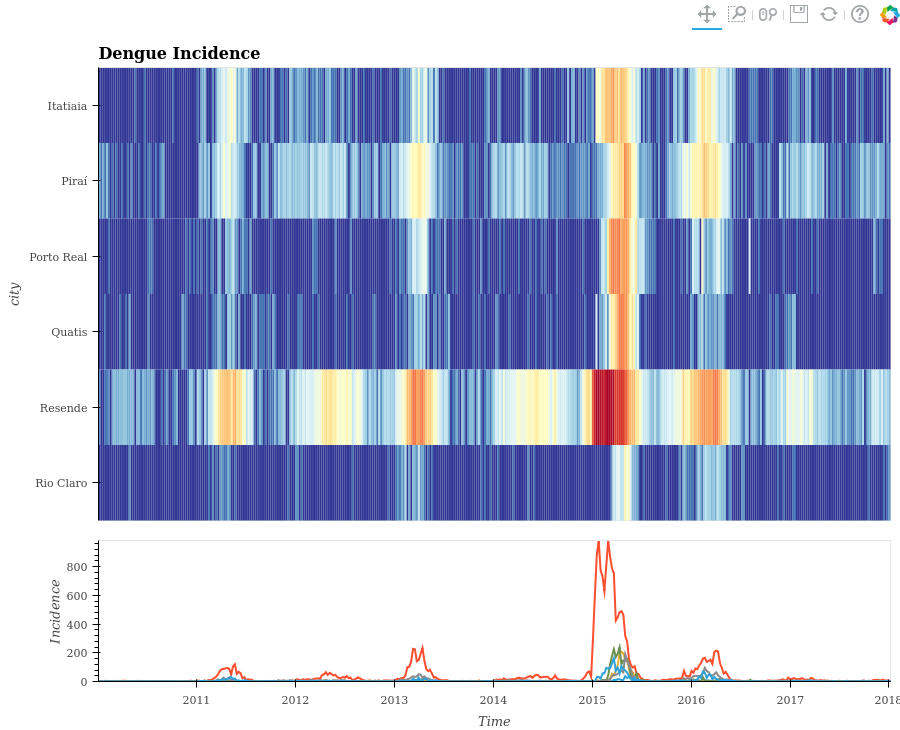 Dengue Incidence
city
Itatiaia
Piraí
Porto Real
Quatis
Resende
Rio Claro
Incidence
800
600
400
200
0
2011 2012 2013 2014 2015 2016 2017 2018
Time